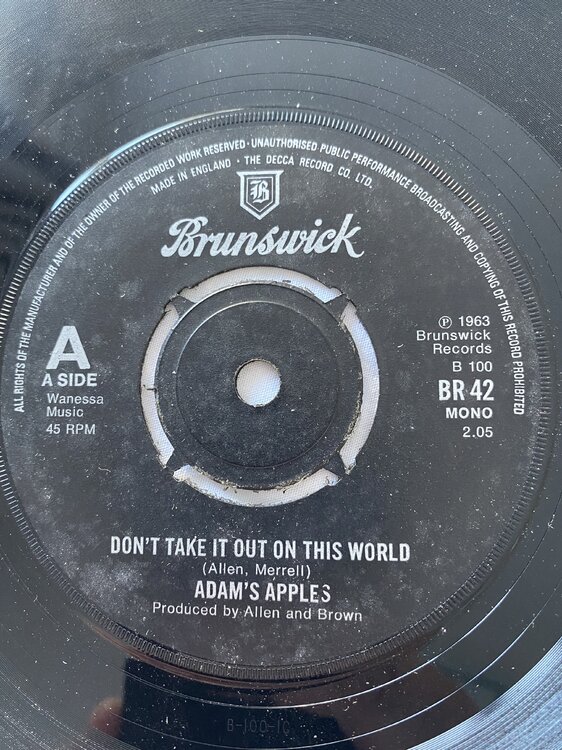 ALL RIGHTS OF THE MANUFACTURER AND OF THE OWNER OF THE RECORDED WORK RESERVED · UNAUTHORISED PUBLIC PERFORMANCE BROADCASTING AND COPYING OF THIS RECORD PROHIBITED
MADE IN ENGLAND · THE DECCA RECORD CO. LTD.
B
Brunswick
A
A SIDE
Wanessa
Music
45 RPM
℗ 1963
Brunswick
Records
B 100
BR 42
MONO
2.05
DON'T TAKE IT OUT ON THIS WORLD
(Allen, Merrell)
ADAM'S APPLES
Produced by Allen and Brown
B-100-1C